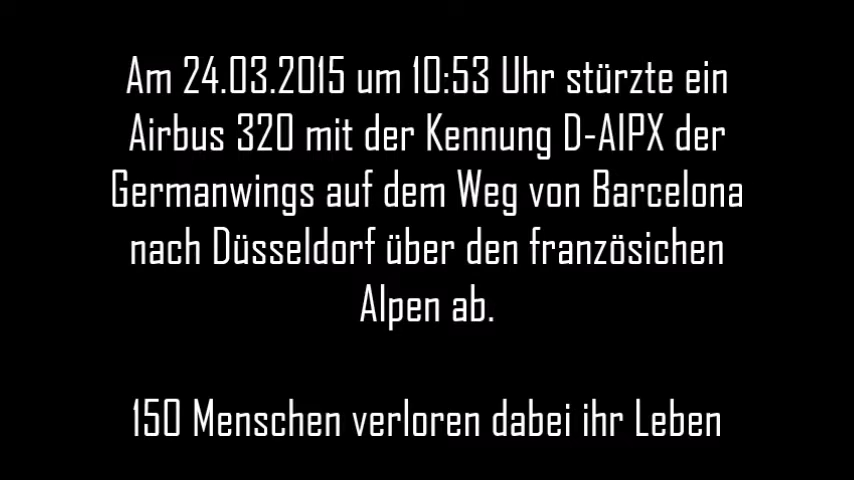 Am 24.03.2015 um 10:53 Uhr stürzte ein
Airbus 320 mit der Kennung D-AIPX der
Germanwings auf dem Weg von Barcelona
nach Düsseldorf über den französichen
Alpen ab.
150 Menschen verloren dabei ihr Leben